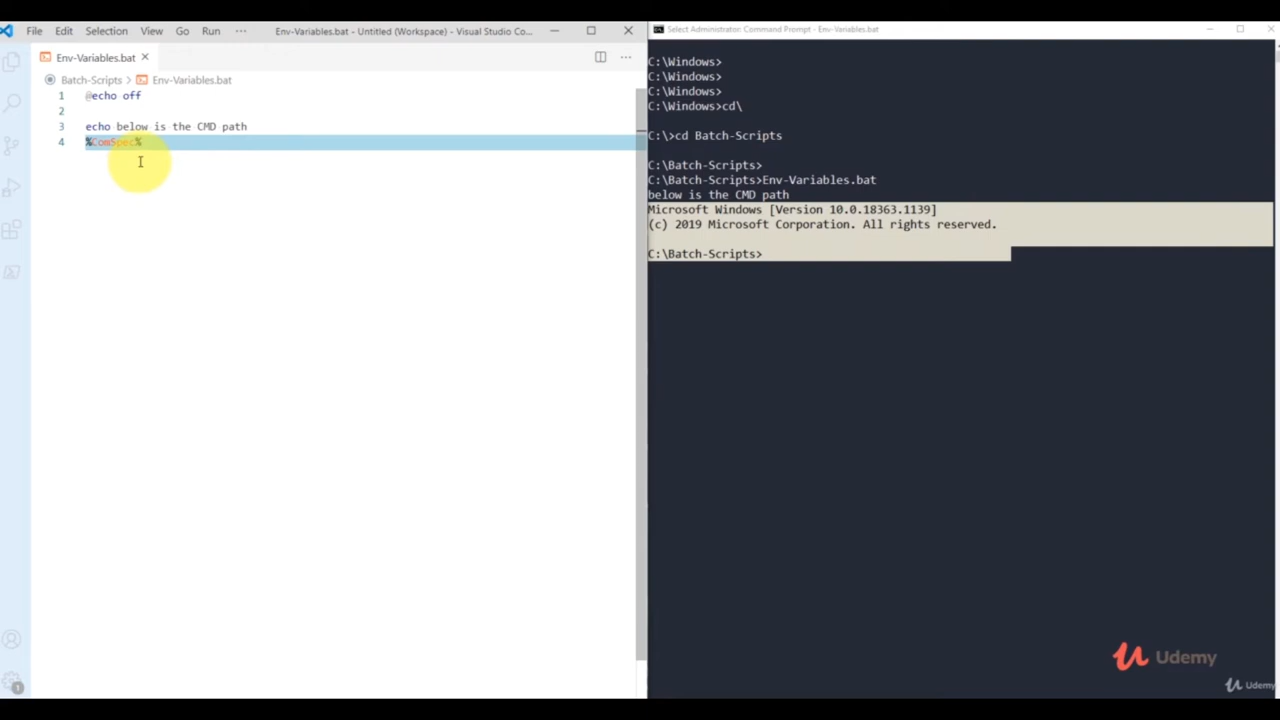 File Edit Selection View Go Run ··· Env-Variables.bat - Untitled (Workspace) - Visual Studio Co...
Env-Variables.bat
Batch-Scripts > Env-Variables.bat
1 @echo off
2
3 echo below is the CMD path
4 %ComSpec%
1
Select Administrator: Command Prompt - Env-Variables.bat
C:\Windows>
C:\Windows>
C:\Windows>
C:\Windows>cd\
C:\>cd Batch-Scripts
C:\Batch-Scripts>
C:\Batch-Scripts>Env-Variables.bat
below is the CMD path
Microsoft Windows [Version 10.0.18363.1139]
(c) 2019 Microsoft Corporation. All rights reserved.
C:\Batch-Scripts>
Udemy
Udemy